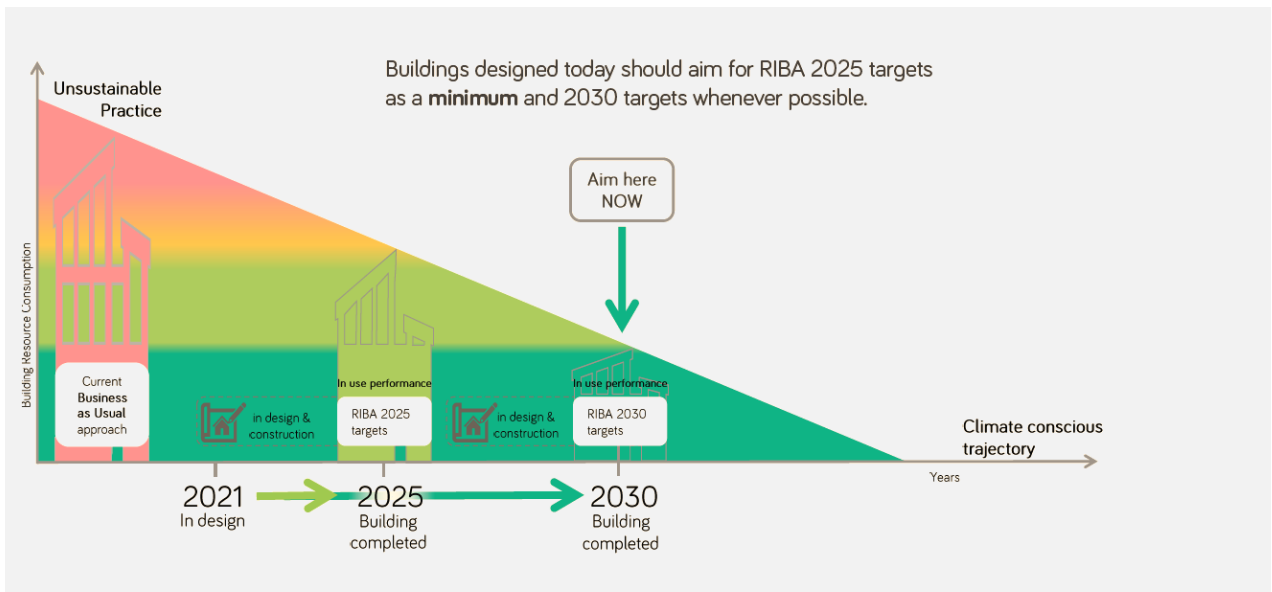 Buildings designed today should aim for RIBA 2025 targets
as a minimum and 2030 targets whenever possible.
Unsustainable
Practice
Aim here
NOW
Building Resource Consumption
Current
Business
as Usual
approach
in design &
construction
In use performance
RIBA 2025
targets
in design &
construction
In use performance
RIBA 2030
targets
Climate conscious
trajectory
Years
2021
In design
2025
Building
completed
2030
Building
completed